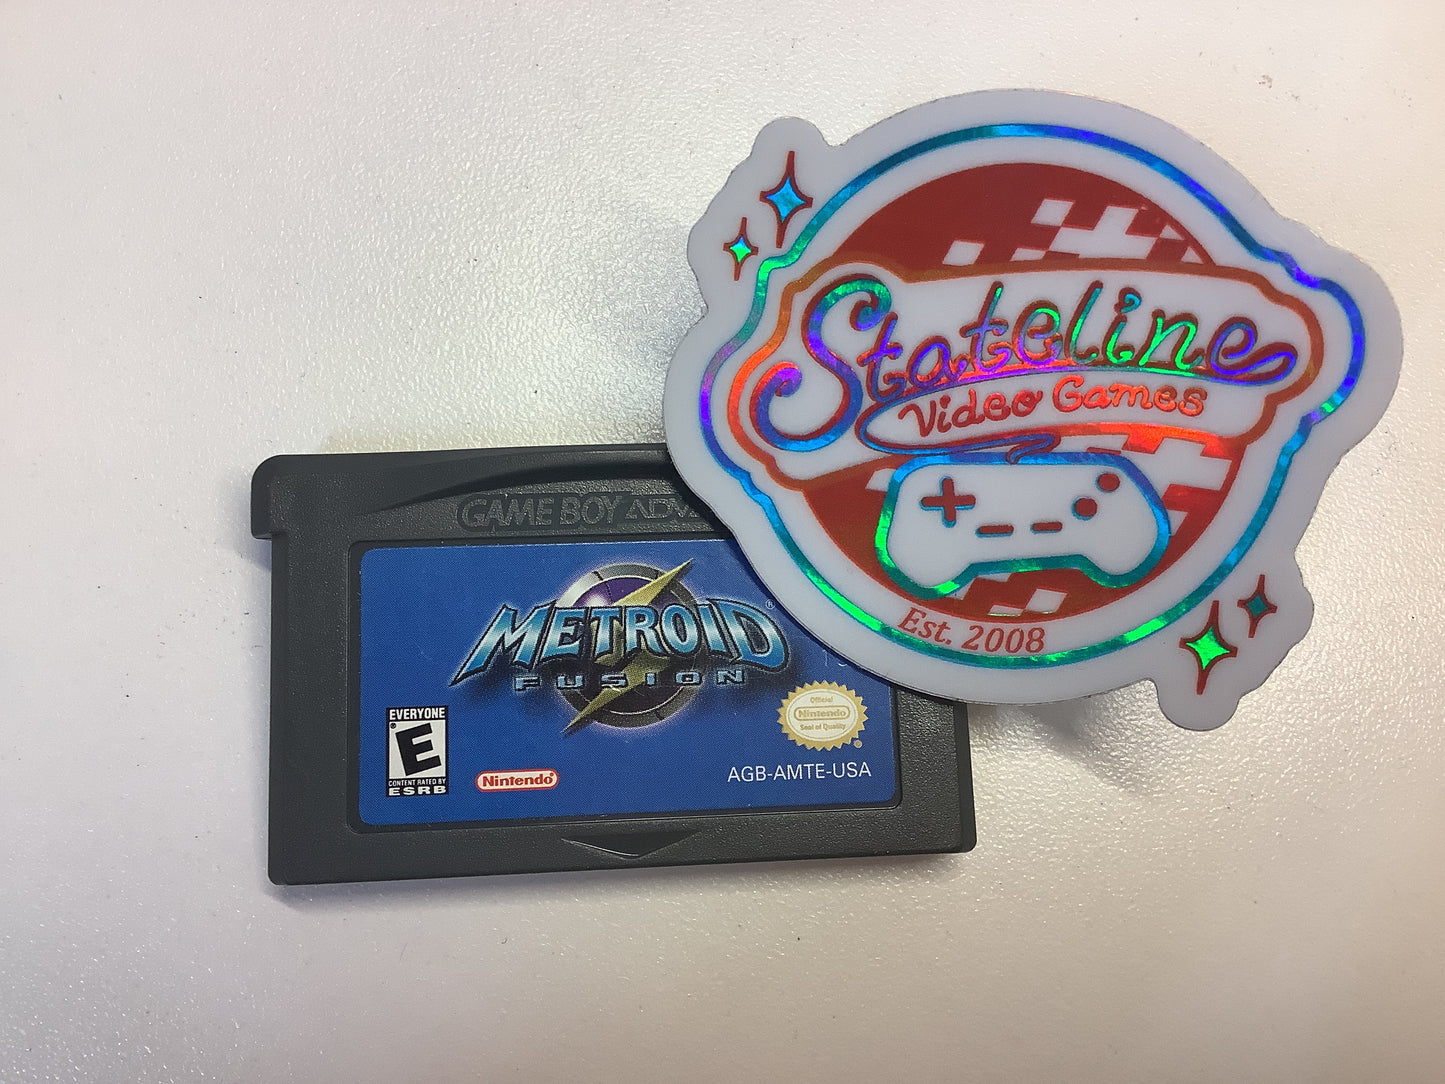 Stateline
Video Games
Est. 2008
GAME BOY ADVA
METROID®
FUSION
EVERYONE
E
CONTENT RATED BY
ESRB
Nintendo®
Official
Nintendo
Seal of Quality
AGB-AMTE-USA